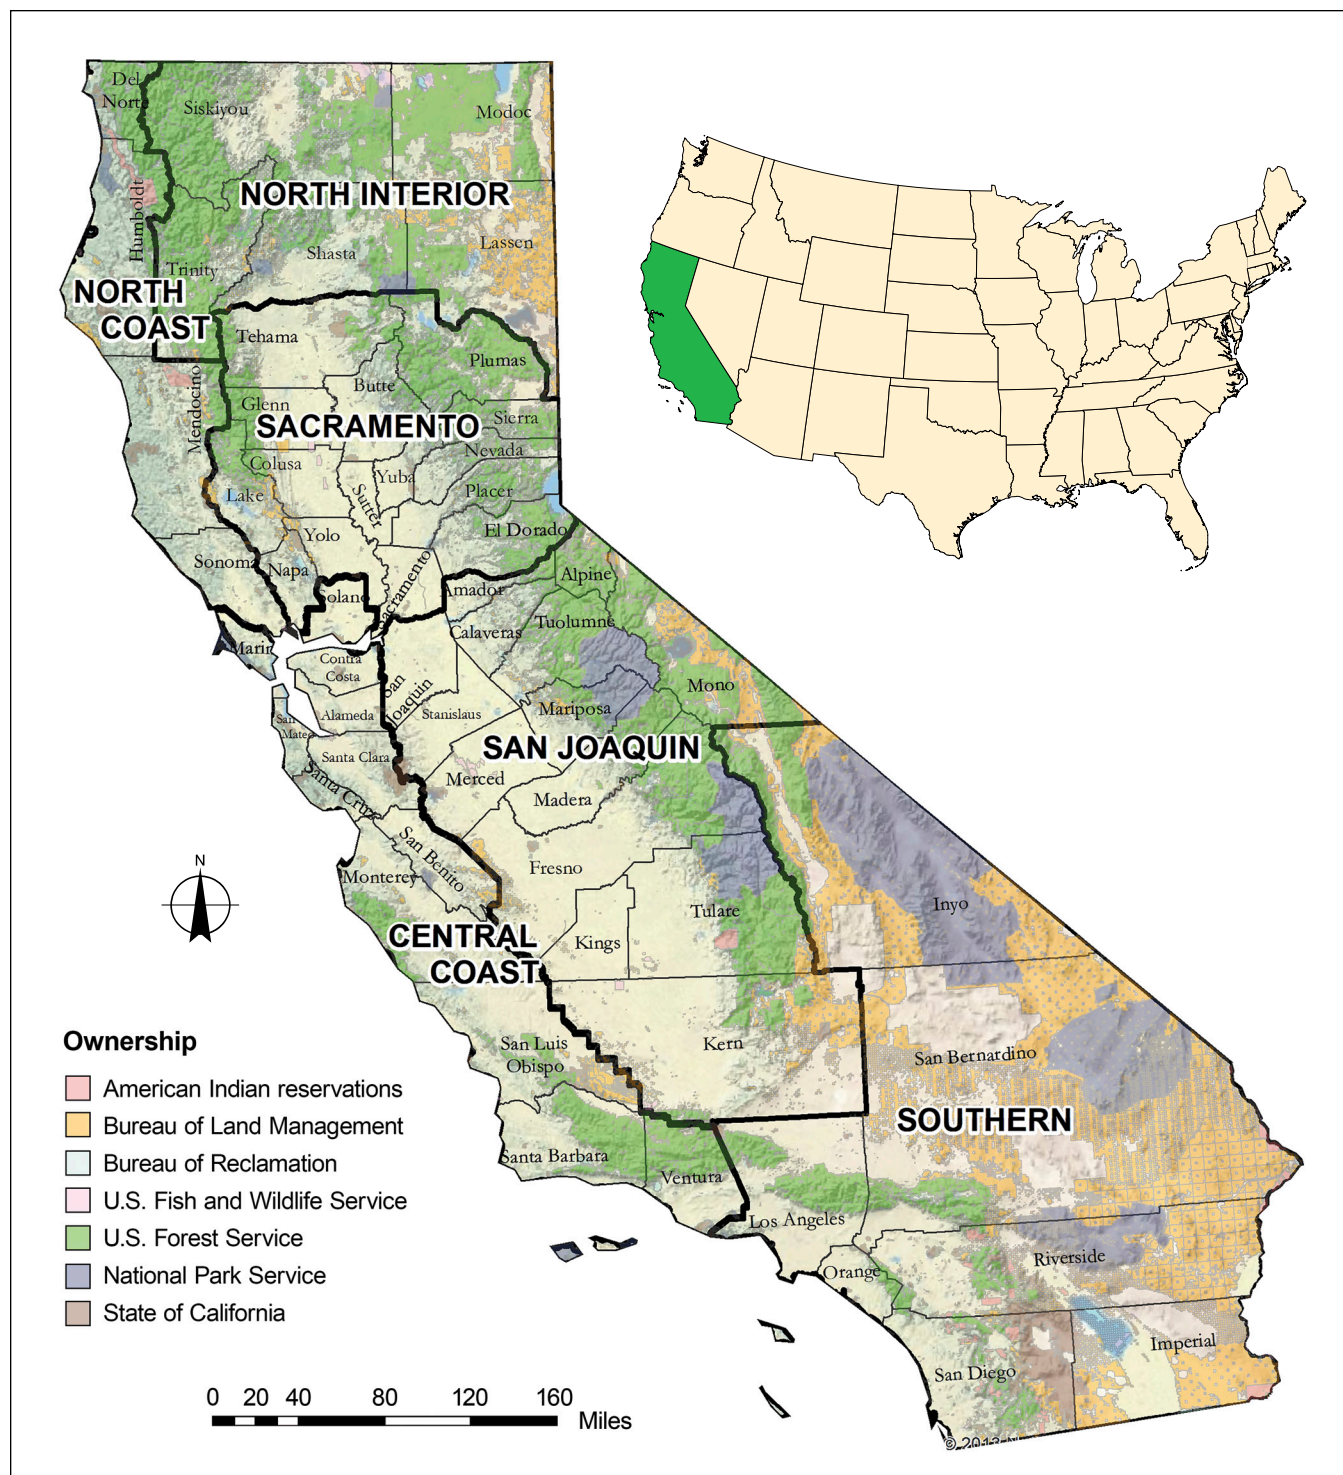 Del
Norte
Siskiyou
Modoc
Humboldt
NORTH INTERIOR
Trinity
Shasta
Lassen
NORTH
COAST
Tehama
Plumas
Mendocino
Butte
Glenn
SACRAMENTO
Sierra
Colusa
Nevada
Yuba
Sutter
Placer
Lake
El Dorado
Yolo
Sonoma
Napa
Sacramento
Solano
Amador
Alpine
Marin
Calaveras
Tuolumne
Contra
Costa
San
Joaquin
Mono
San
Mateo
Alameda
Stanislaus
Mariposa
SAN JOAQUIN
Santa Clara
Santa Cruz
Merced
Madera
San Benito
Monterey
Fresno
N
Tulare
Inyo
CENTRAL
COAST
Kings
San Luis
Obispo
Kern
San Bernardino
SOUTHERN
Santa Barbara
Ventura
Los Angeles
Orange
Riverside
San Diego
Imperial
Ownership
American Indian reservations
Bureau of Land Management
Bureau of Reclamation
U.S. Fish and Wildlife Service
U.S. Forest Service
National Park Service
State of California
0 20 40 80 120 160
Miles
© 2013